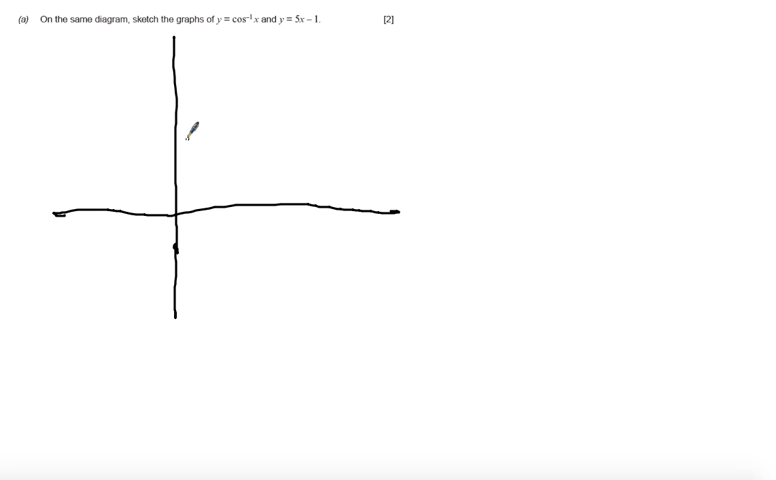 (a) On the same diagram, sketch the graphs of y = cos⁻¹x and y = 5x – 1. [2]